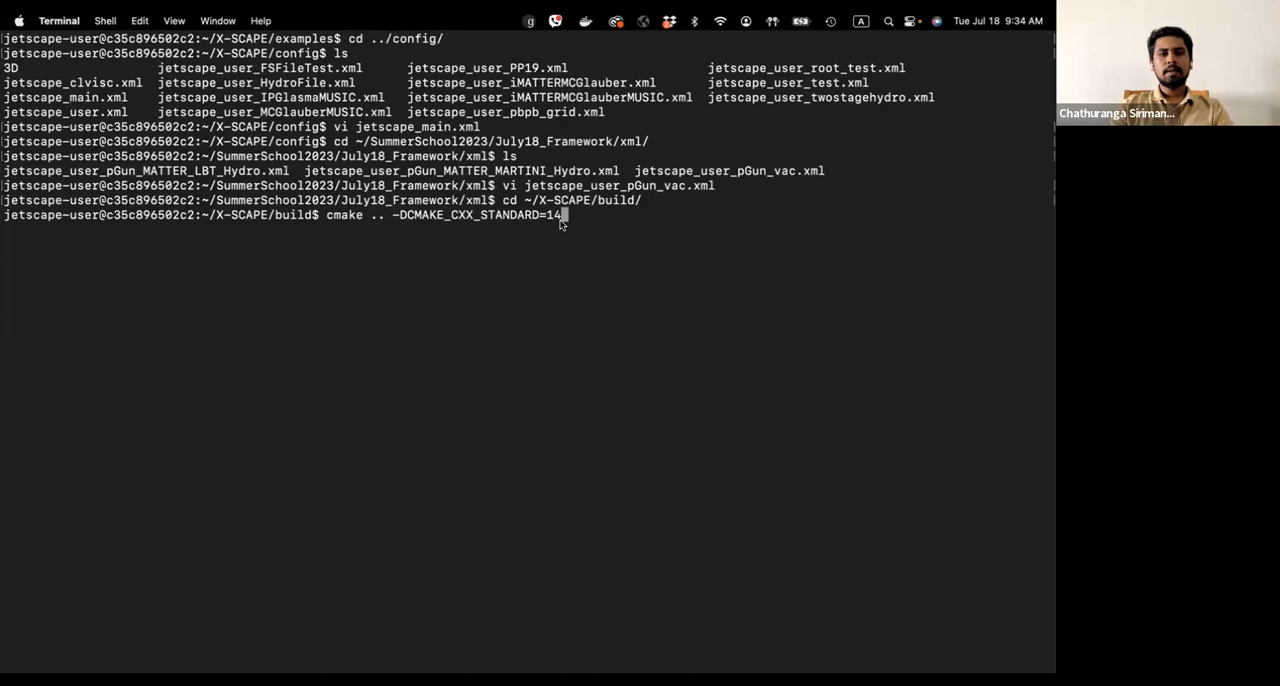 Terminal Shell Edit View Window Help g A Tue Jul 18 9:34 AM
jetscape-user@c35c896502c2:~/X-SCAPE/examples$ cd ../config/
jetscape-user@c35c896502c2:~/X-SCAPE/config$ ls
3D jetscape_user_FSFileTest.xml jetscape_user_PP19.xml jetscape_user_root_test.xml
jetscape_clvisc.xml jetscape_user_HydroFile.xml jetscape_user_iMATTERMCGlauber.xml jetscape_user_test.xml
jetscape_main.xml jetscape_user_IPGlasmaMUSIC.xml jetscape_user_iMATTERMCGlauberMUSIC.xml jetscape_user_twostagehydro.xml
jetscape_user.xml jetscape_user_MCGlauberMUSIC.xml jetscape_user_pbpb_grid.xml
jetscape-user@c35c896502c2:~/X-SCAPE/config$ vi jetscape_main.xml
jetscape-user@c35c896502c2:~/X-SCAPE/config$ cd ~/SummerSchool2023/July18_Framework/xml/
jetscape-user@c35c896502c2:~/SummerSchool2023/July18_Framework/xml$ ls
jetscape_user_pGun_MATTER_LBT_Hydro.xml jetscape_user_pGun_MATTER_MARTINI_Hydro.xml jetscape_user_pGun_vac.xml
jetscape-user@c35c896502c2:~/SummerSchool2023/July18_Framework/xml$ vi jetscape_user_pGun_vac.xml
jetscape-user@c35c896502c2:~/SummerSchool2023/July18_Framework/xml$ cd ~/X-SCAPE/build/
jetscape-user@c35c896502c2:~/X-SCAPE/build$ cmake .. -DCMAKE_CXX_STANDARD=14
Chathuranga Siriman...